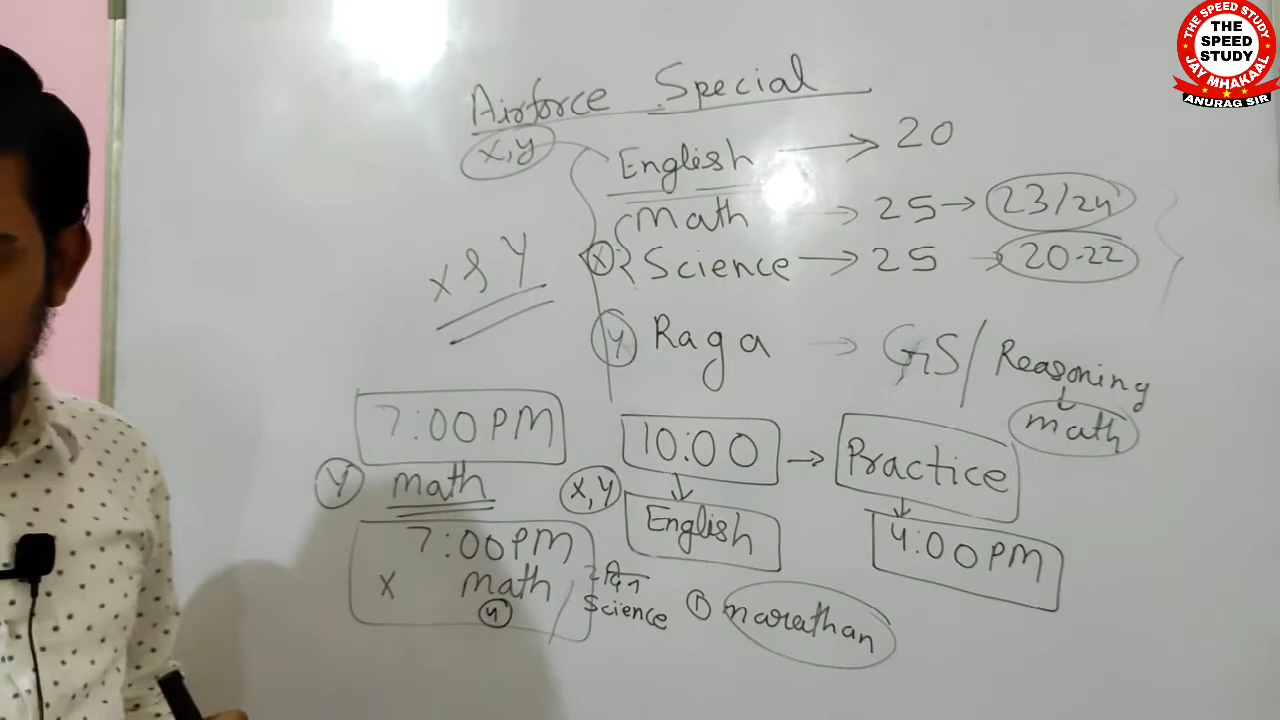 THE SPEED STUDY
THE
SPEED
STUDY
JAY MHAKAAL
ANURAG SIR
Airforce Special
X,Y
English → 20
Math → 25 → 23/24
X Science → 25 → 20-22
X & Y
Y Raga → GS/Reasoning
math
7:00 PM
Y math
10:00 → Practice
X,Y English
4:00 PM
7:00 PM
X math
Y
दिन
Science
① marathan